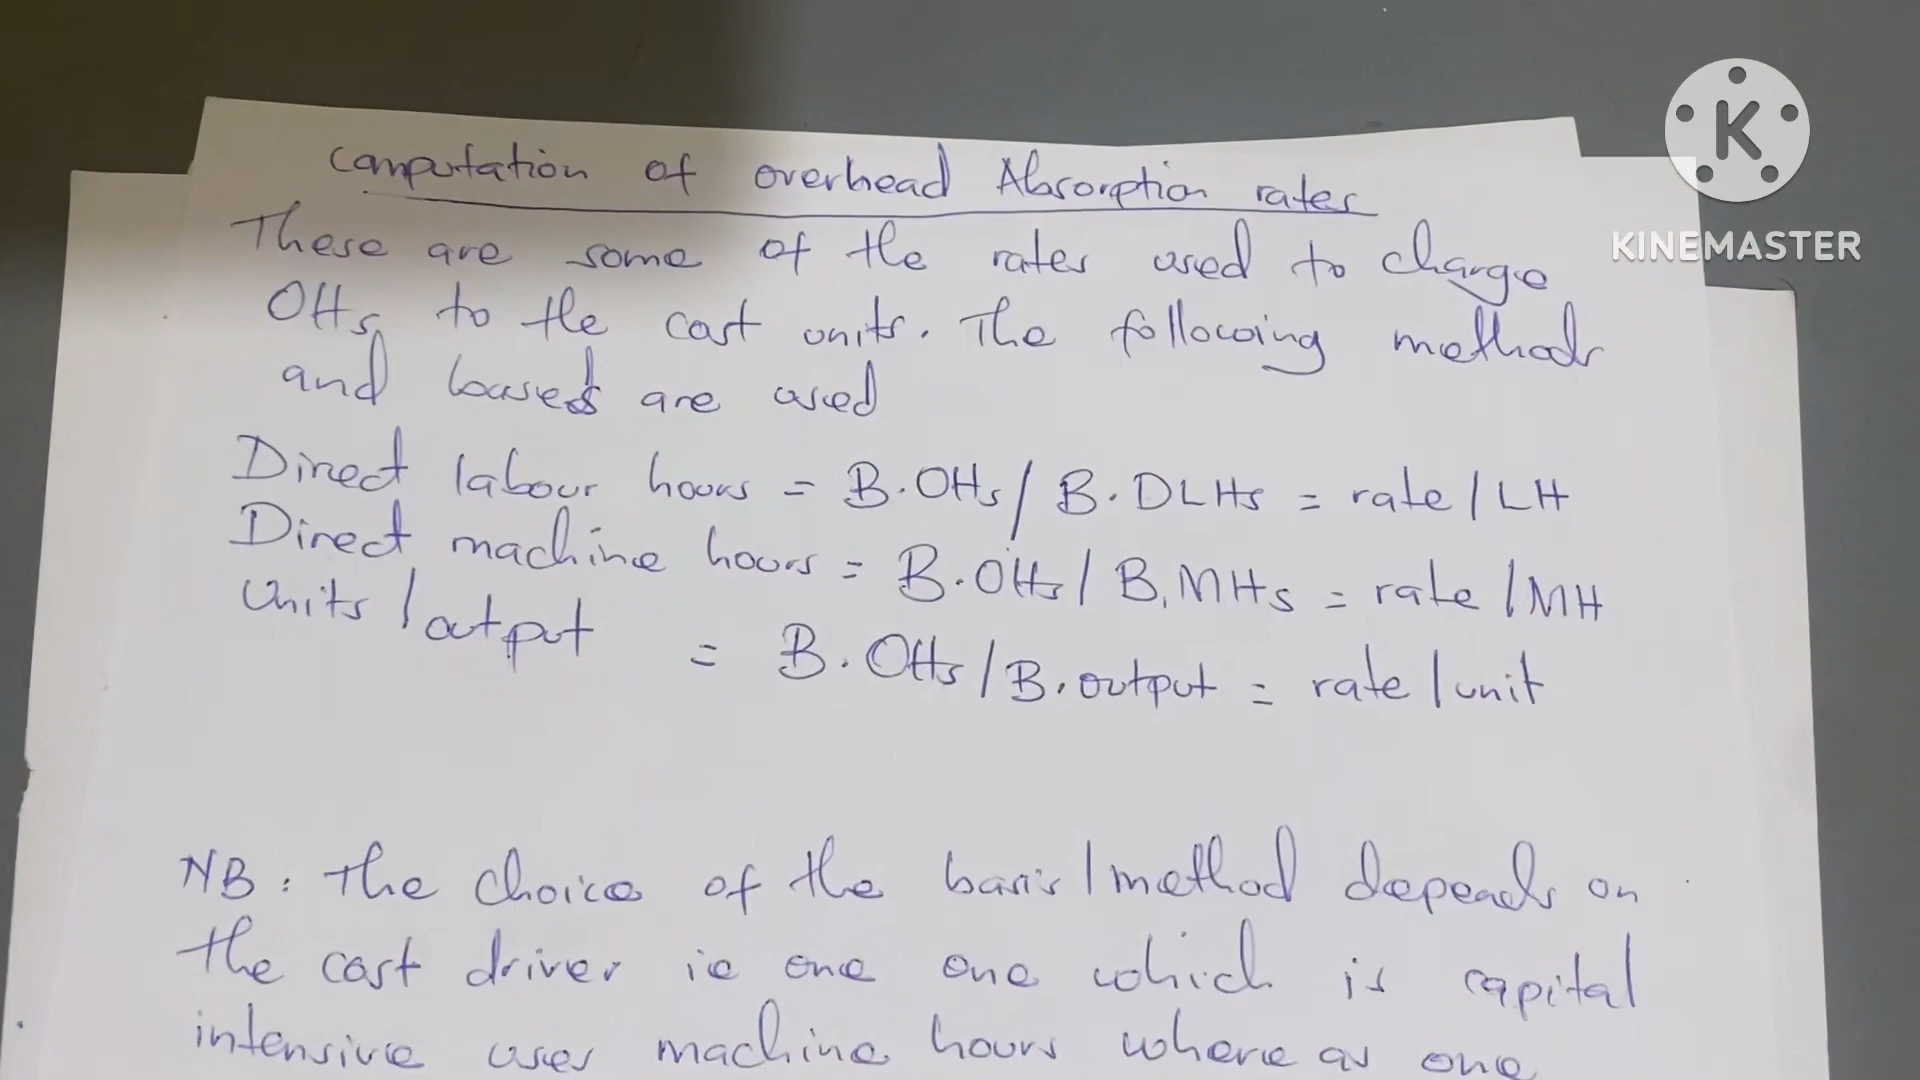 Computation of overhead Absorption rates
These are some of the rates used to charge
OHs to the cost units. The following methods
and bases are used
Direct labour hours = B.OHs / B.DLHs = rate / LH
Direct machine hours = B.OHs / B.MHs = rate / MH
Units / output = B.OHs / B.output = rate / unit
NB: The choice of the basis / method depends on
the cost driver ie one one which is capital
intensive uses machine hours where as one
K
KINEMASTER